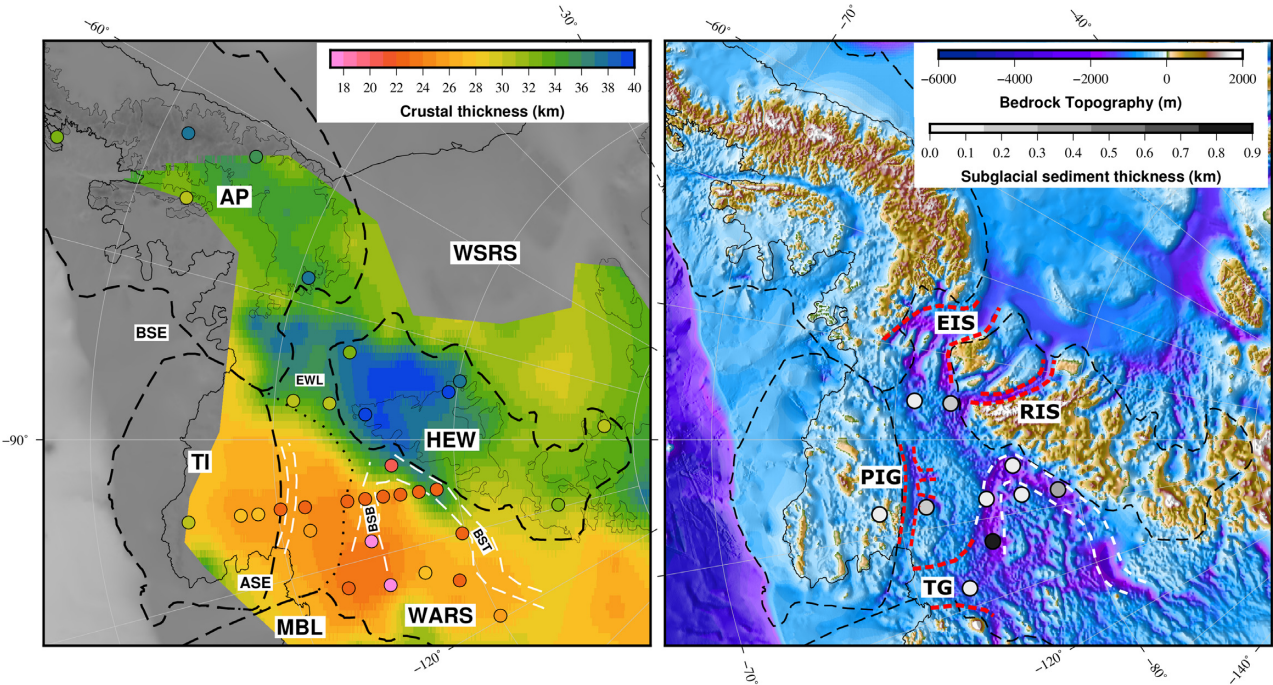 −60°
−30°
−70°
−40°
18 20 22 24 26 28 30 32 34 36 38 40
Crustal thickness (km)
−6000 −4000 −2000 0 2000
Bedrock Topography (m)
0.0 0.1 0.2 0.3 0.4 0.5 0.6 0.7 0.8 0.9
Subglacial sediment thickness (km)
AP
WSRS
BSE
EWL
HEW
−90°
TI
BSB
BST
ASE
MBL
WARS
−120°
EIS
RIS
PIG
TG
−70°
−120°
−80°
−140°